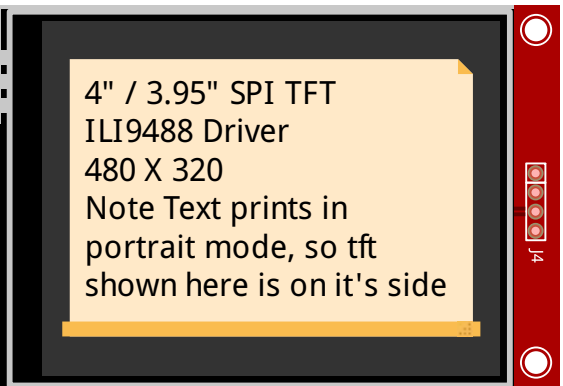 4" / 3.95" SPI TFT
ILI9488 Driver
480 X 320
Note Text prints in
portrait mode, so tft
shown here is on it's side
J4